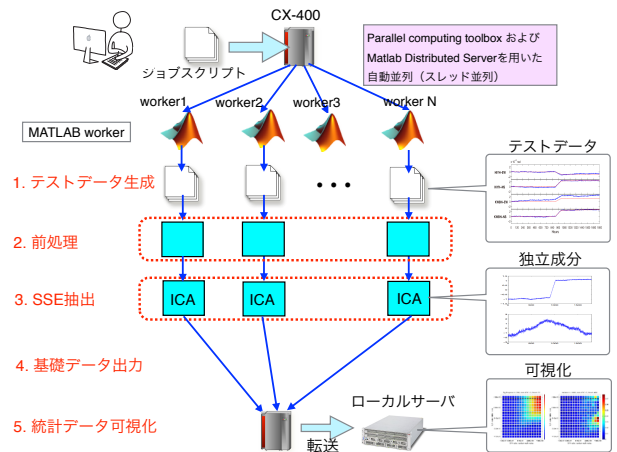 CX-400
Parallel computing toolbox および
Matlab Distributed Serverを用いた
自動並列（スレッド並列）
ジョブスクリプト
worker1
worker2
worker3
worker N
MATLAB worker
テストデータ
1. テストデータ生成
• • •
2. 前処理
独立成分
3. SSE抽出
ICA
ICA
ICA
4. 基礎データ出力
可視化
ローカルサーバ
5. 統計データ可視化
転送